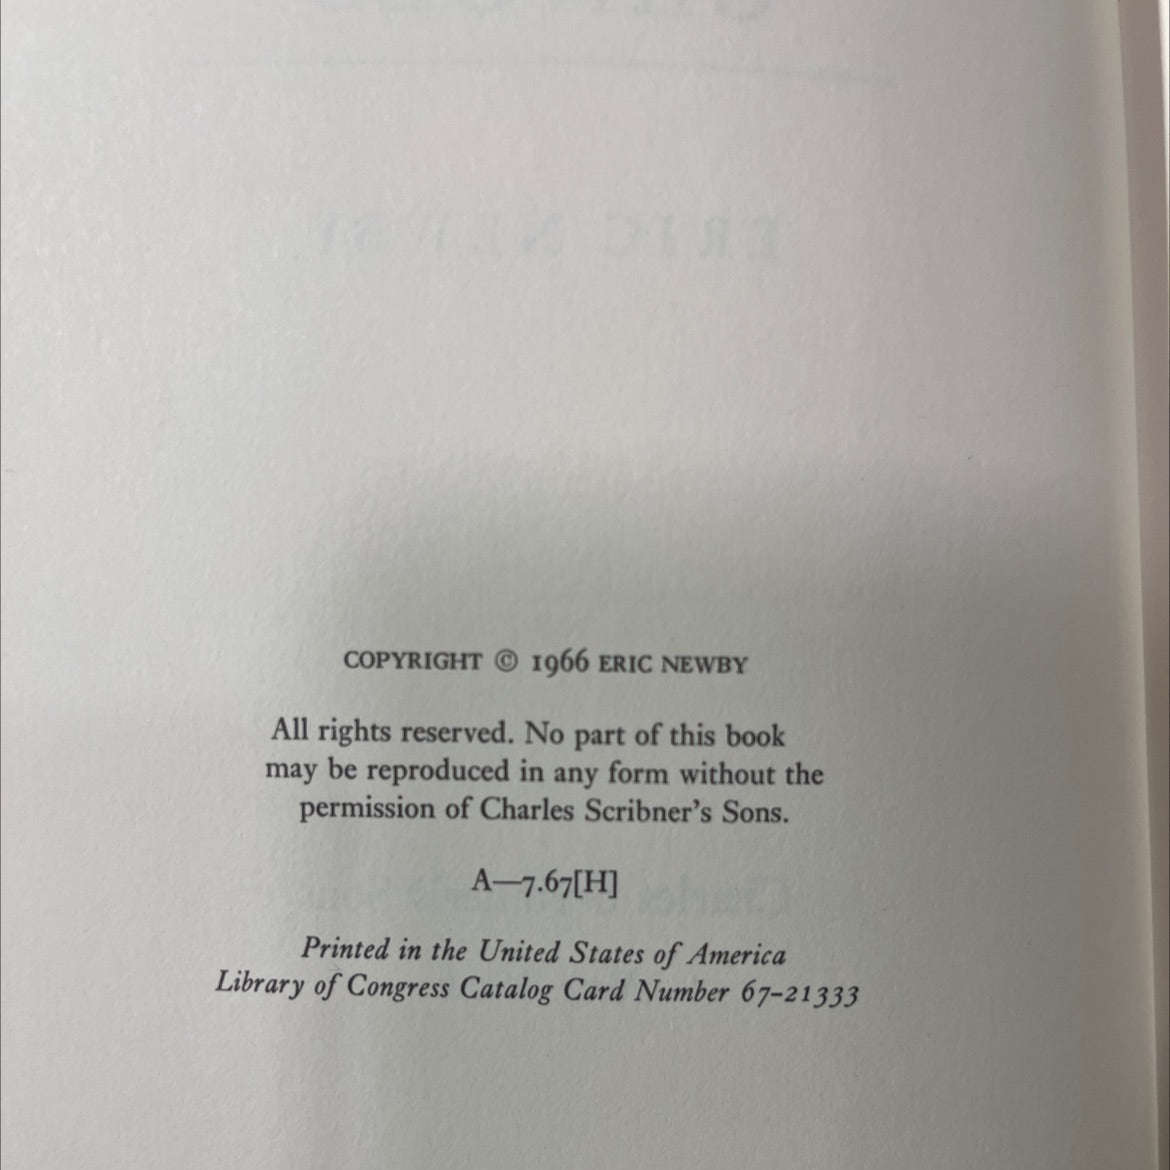 ERIC NEWBY
COPYRIGHT © 1966 ERIC NEWBY
All rights reserved. No part of this book
may be reproduced in any form without the
permission of Charles Scribner's Sons.
A—7.67[H]
Printed in the United States of America
Library of Congress Catalog Card Number 67-21333